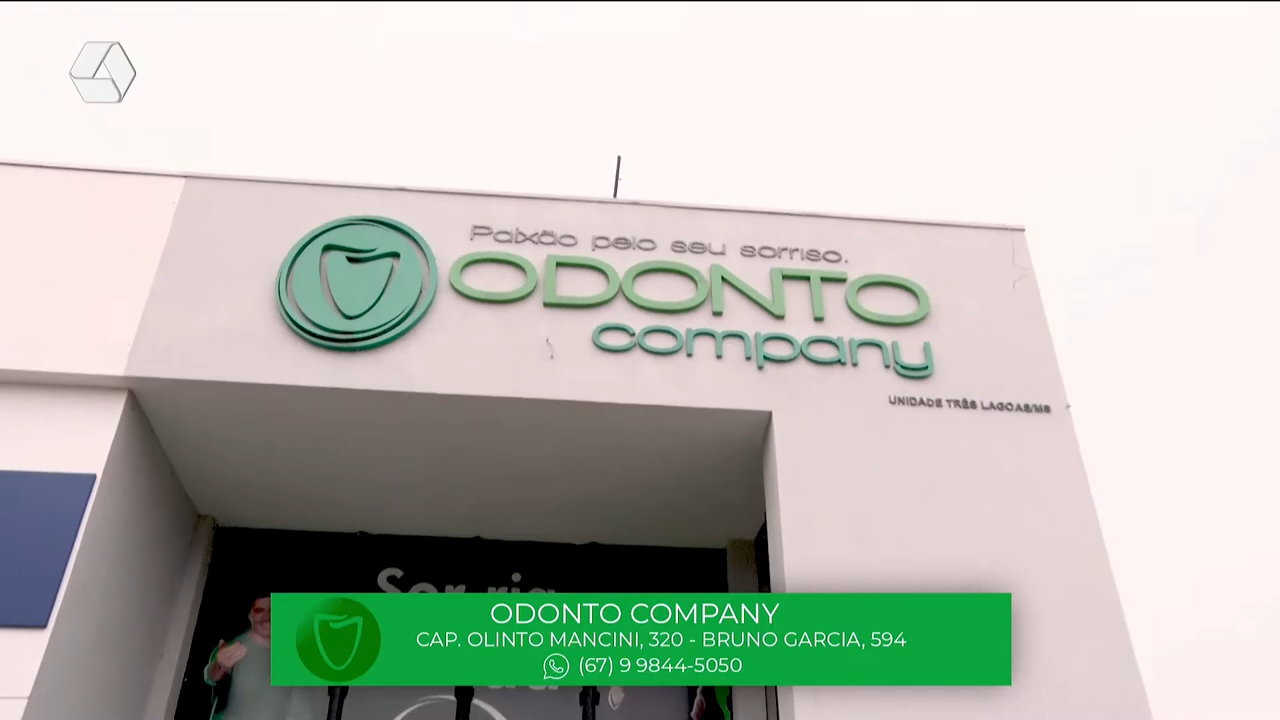 Paixão pelo seu sorriso.
ODONTO
company
UNIDADE TRÊS LAGOAS/MS
ODONTO COMPANY
CAP. OLINTO MANCINI, 320 - BRUNO GARCIA, 594
(67) 9 9844-5050